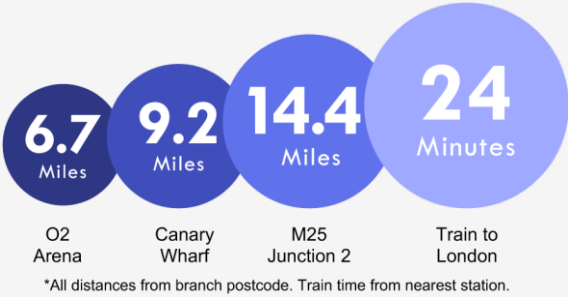 6.7
Miles
9.2
Miles
14.4
Miles
24
Minutes
O2
Arena
Canary
Wharf
M25
Junction 2
Train to
London
*All distances from branch postcode. Train time from nearest station.